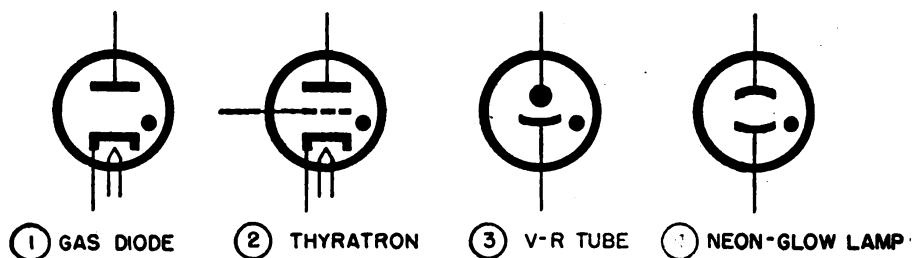 1 GAS DIODE
2 THYRATRON
3 V-R TUBE
NEON-GLOW LAMP